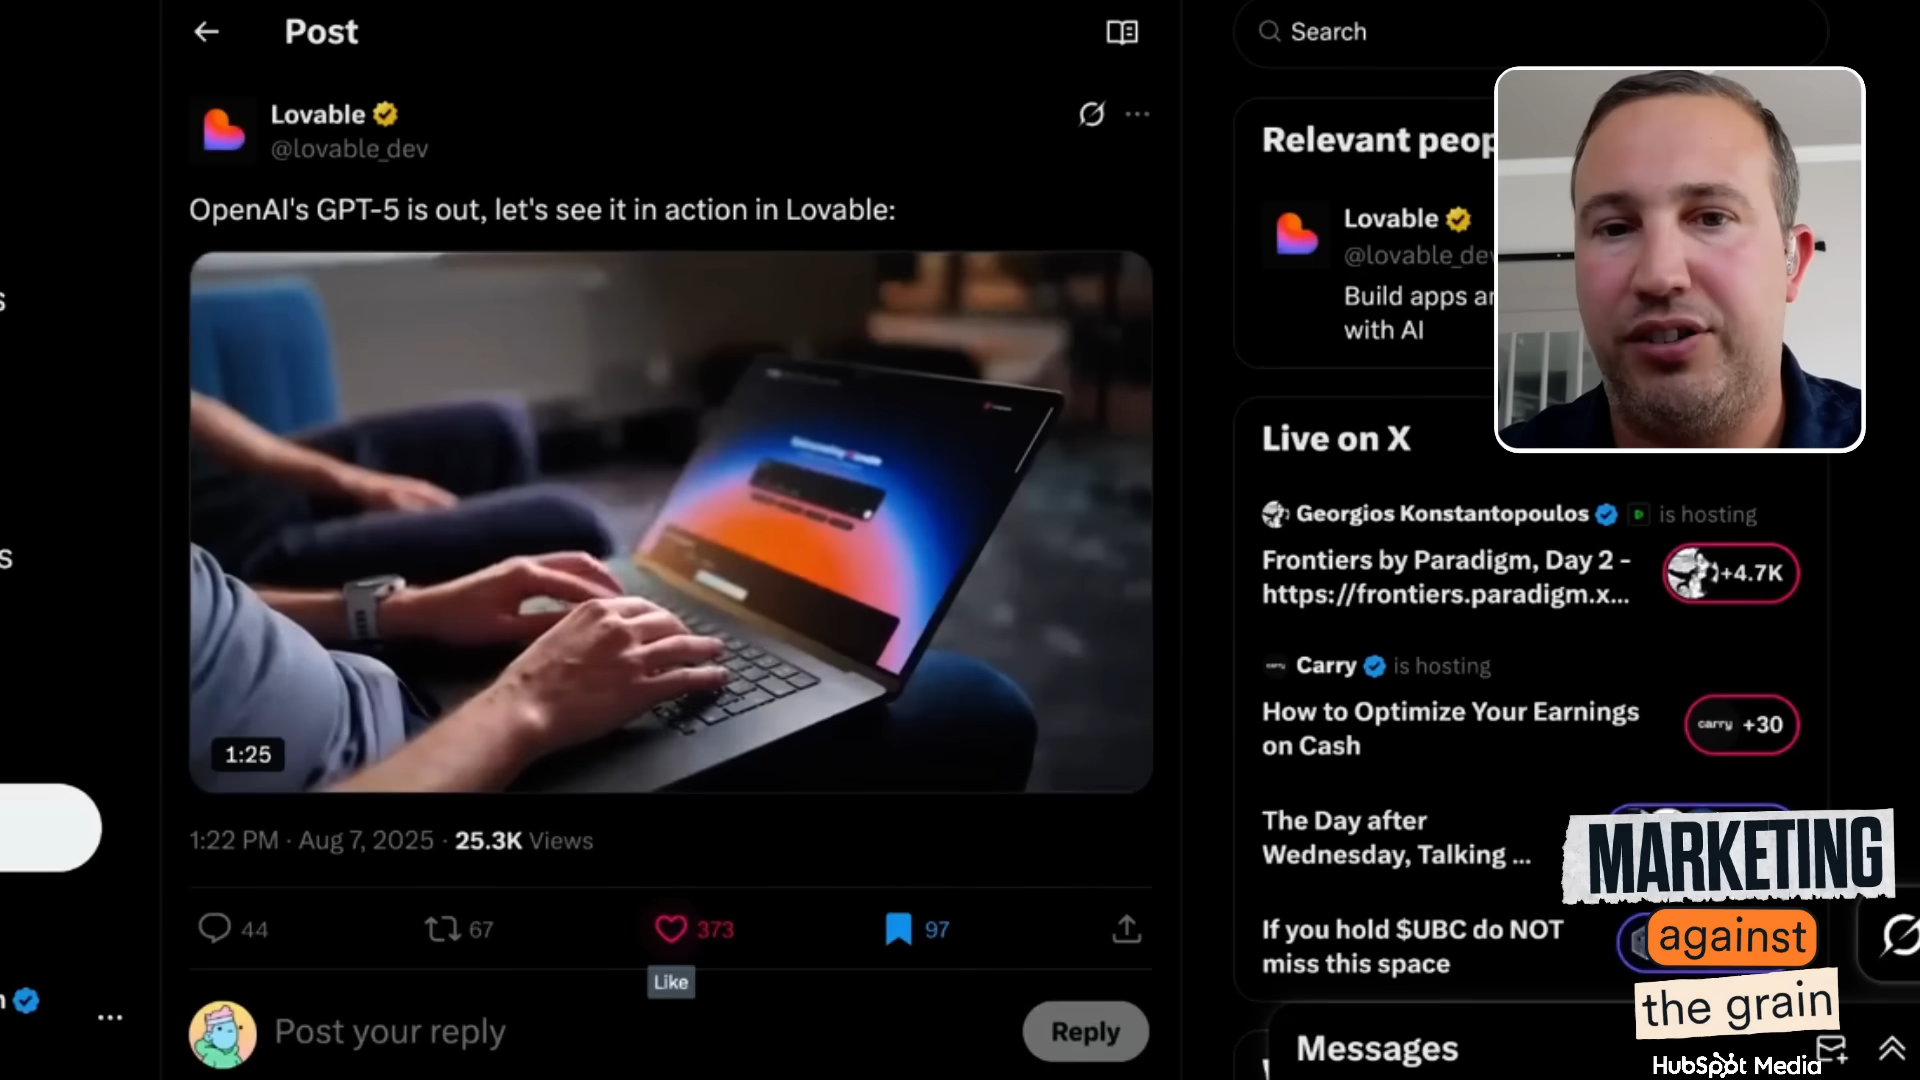 Post
Search
Lovable
@lovable_dev
OpenAI's GPT-5 is out, let's see it in action in Lovable:
1:25
1:22 PM · Aug 7, 2025 · 25.3K Views
44
67
373
97
Like
Post your reply
Reply
Relevant peop
Lovable
@lovable_dev
Build apps an
with AI
Live on X
Georgios Konstantopoulos is hosting
Frontiers by Paradigm, Day 2 -
https://frontiers.paradigm.x...
+4.7K
Carry is hosting
How to Optimize Your Earnings
on Cash
carry +30
The Day after
Wednesday, Talking ...
If you hold $UBC do NOT
miss this space
Messages
MARKETING
against
the grain
HubSpot Media